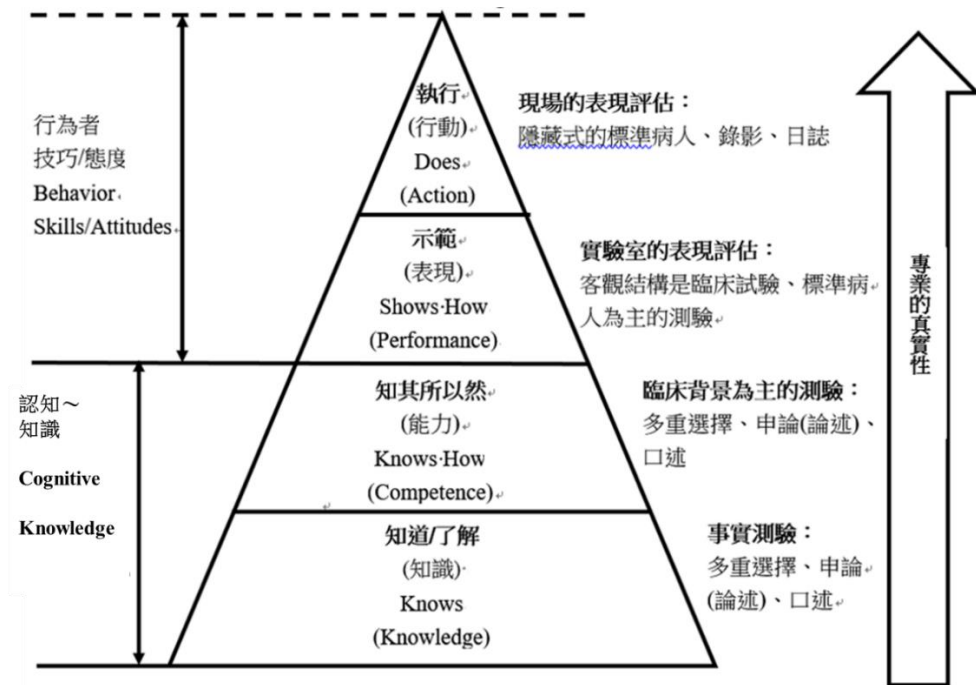 行為者
技巧/態度
Behavior
Skills/Attitudes
認知～
知識
Cognitive
Knowledge
執行
(行動)
Does
(Action)
示範
(表現)
Shows·How
(Performance)
知其所以然
(能力)
Knows·How
(Competence)
知道/了解
(知識)·
Knows
(Knowledge)
現場的表現評估：
隱藏式的標準病人、錄影、日誌
實驗室的表現評估：
客觀結構是臨床試驗、標準病
人為主的測驗
臨床背景為主的測驗：
多重選擇、申論(論述)、
口述
事實測驗：
多重選擇、申論
(論述)、口述
專業的真實性